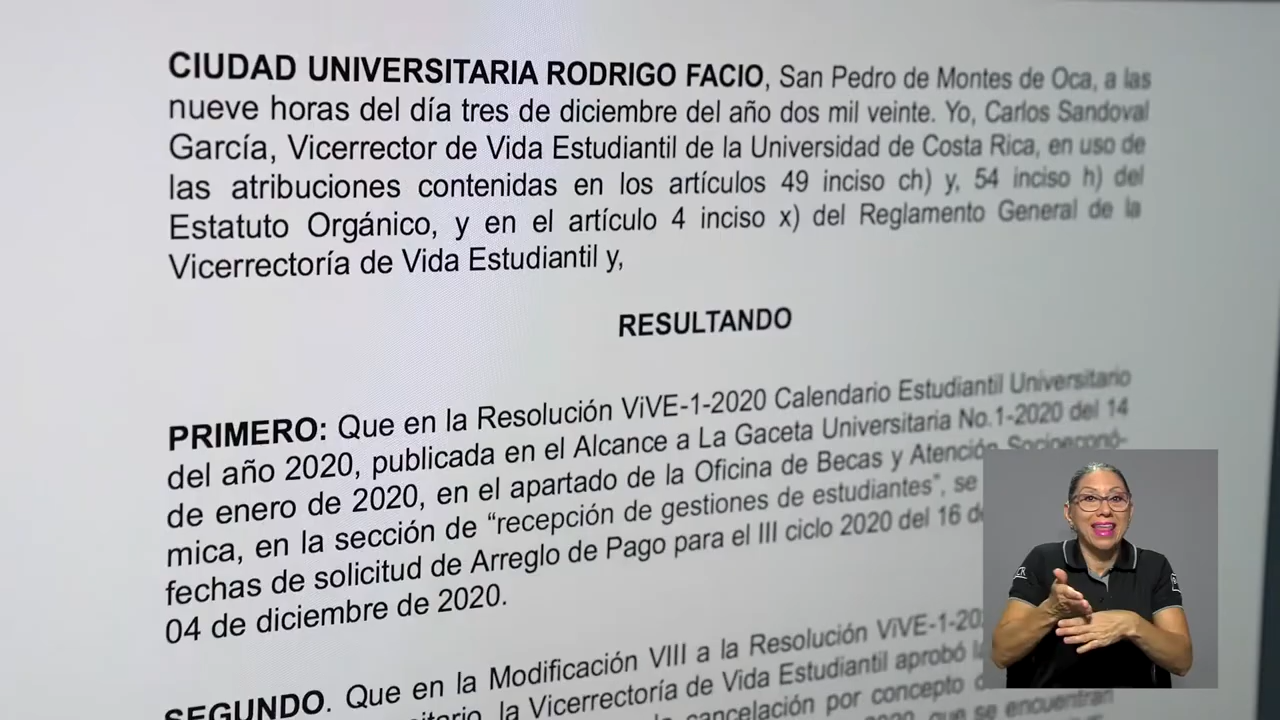 CIUDAD UNIVERSITARIA RODRIGO FACIO, San Pedro de Montes de Oca, a las
nueve horas del día tres de diciembre del año dos mil veinte. Yo, Carlos Sandoval
García, Vicerrector de Vida Estudiantil de la Universidad de Costa Rica, en uso de
las atribuciones contenidas en los artículos 49 inciso ch) y, 54 inciso h) del
Estatuto Orgánico, y en el artículo 4 inciso x) del Reglamento General de la
Vicerrectoría de Vida Estudiantil y,
RESULTANDO
PRIMERO: Que en la Resolución ViVE-1-2020 Calendario Estudiantil Universitario
del año 2020, publicada en el Alcance a La Gaceta Universitaria No.1-2020 del 14
de enero de 2020, en el apartado de la Oficina de Becas y Atención Socioeconó-
mica, en la sección de “recepción de gestiones de estudiantes”, se
fechas de solicitud de Arreglo de Pago para el III ciclo 2020 del 16
04 de diciembre de 2020.
SEGUNDO. Que en la Modificación VIII a la Resolución ViVE-1-20
la Vicerrectoría de Vida Estudiantil aprobó
cancelación por concepto
que se encuentran